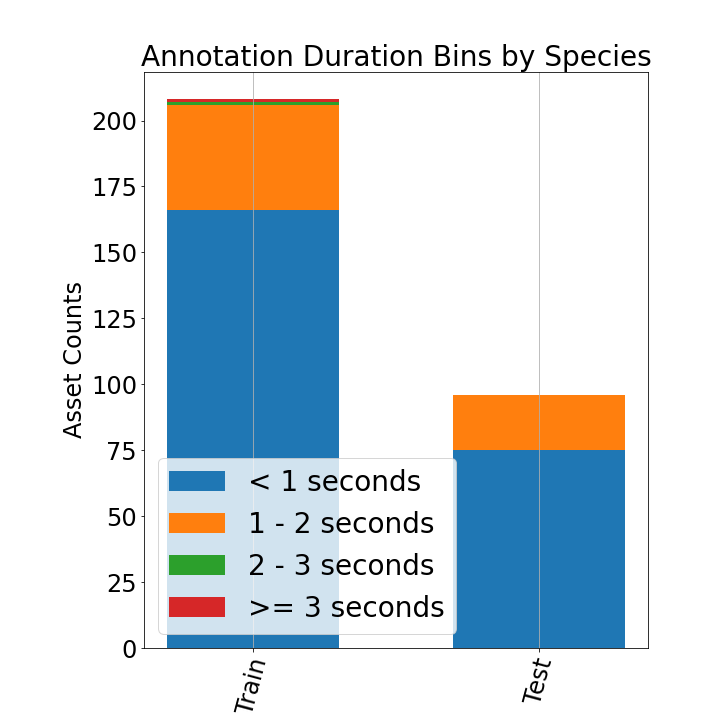 Annotation Duration Bins by Species
Asset Counts
200
175
150
125
100
75
50
25
0
< 1 seconds
1 - 2 seconds
2 - 3 seconds
>= 3 seconds
Train
Test